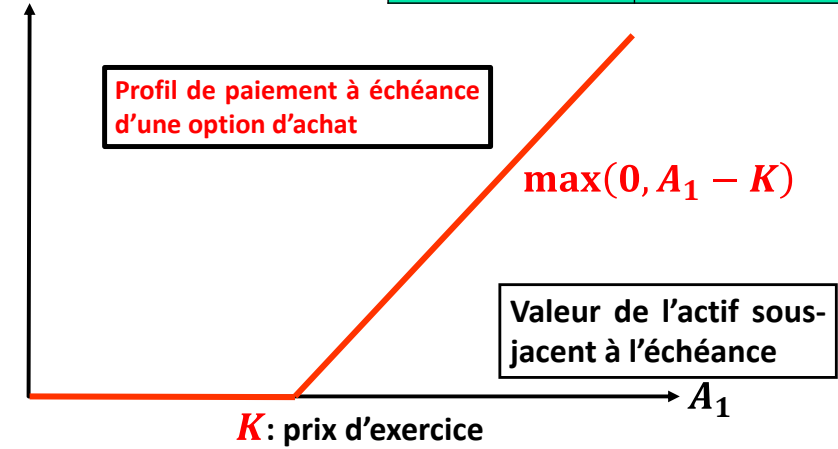 Profil de paiement à échéance
d'une option d'achat
max(0, A₁ − K)
Valeur de l'actif sous-
jacent à l'échéance
A₁
K: prix d'exercice